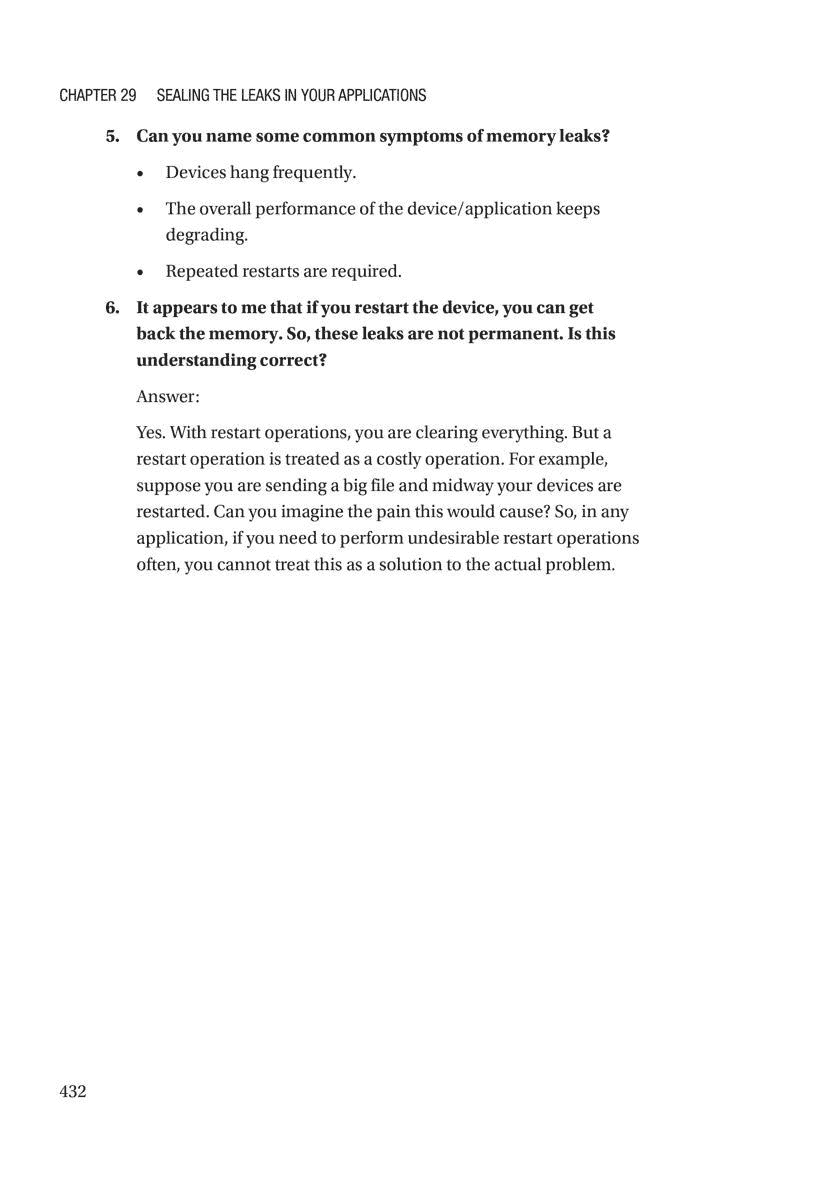 CHAPTER 29 SEALING THE LEAKS IN YOUR APPLICATIONS
5. Can you name some common symptoms of memory leaks?
• Devices hang frequently.
• The overall performance of the device/application keeps
degrading.
• Repeated restarts are required.
6. It appears to me that if you restart the device, you can get
back the memory. So, these leaks are not permanent. Is this
understanding correct?
Answer:
Yes. With restart operations, you are clearing everything. But a
restart operation is treated as a costly operation. For example,
suppose you are sending a big file and midway your devices are
restarted. Can you imagine the pain this would cause? So, in any
application, if you need to perform undesirable restart operations
often, you cannot treat this as a solution to the actual problem.
432